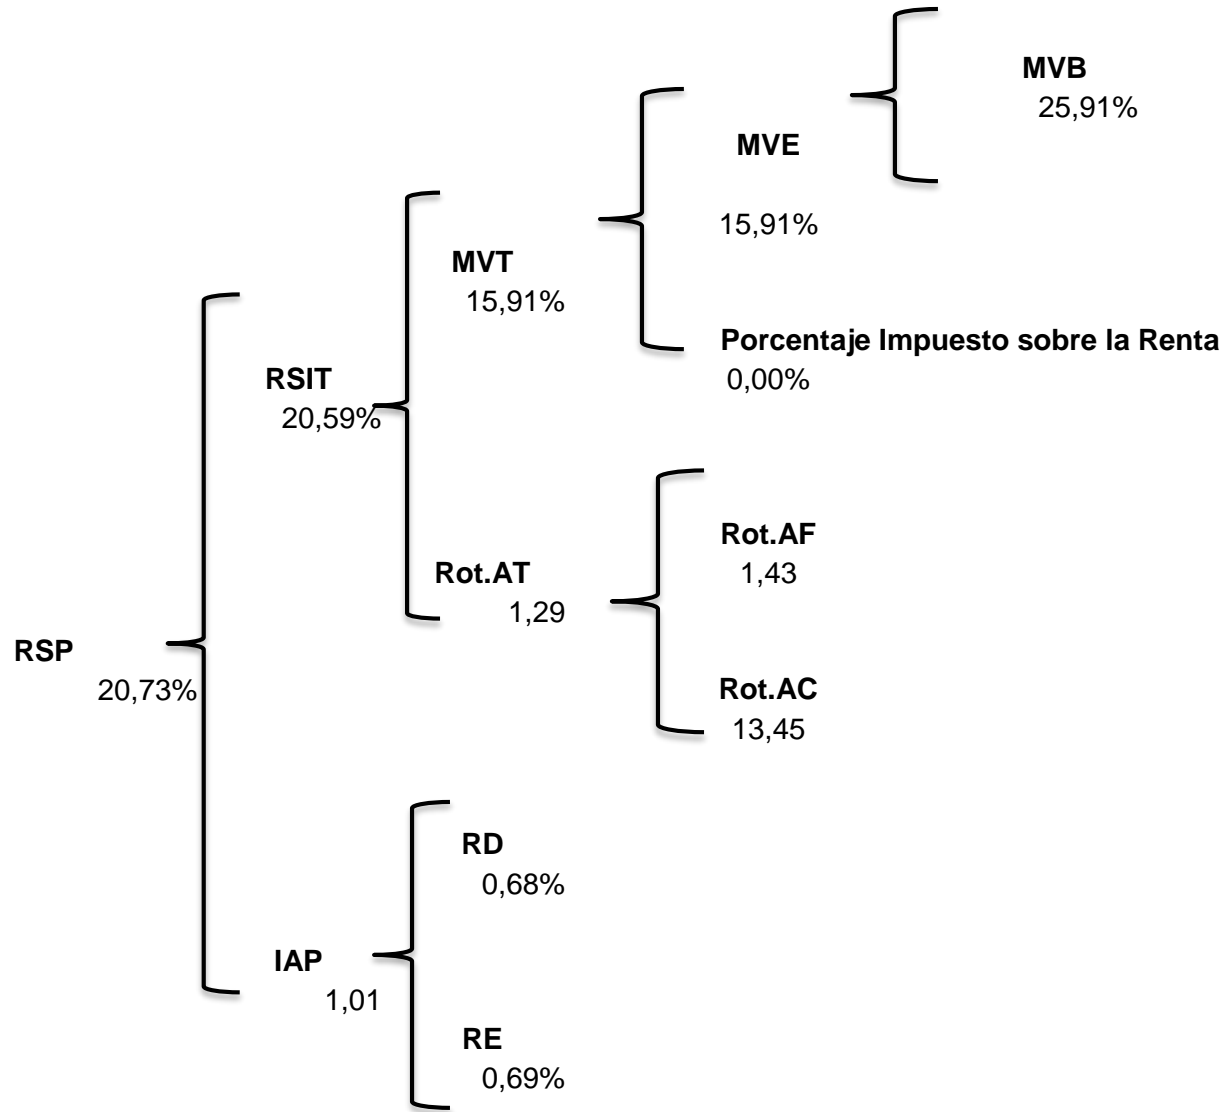 MVB
25,91%
MVE
15,91%
MVT
15,91%
Porcentaje Impuesto sobre la Renta
0,00%
RSIT
20,59%
Rot.AF
1,43
Rot.AT
1,29
RSP
20,73%
Rot.AC
13,45
RD
0,68%
IAP
1,01
RE
0,69%